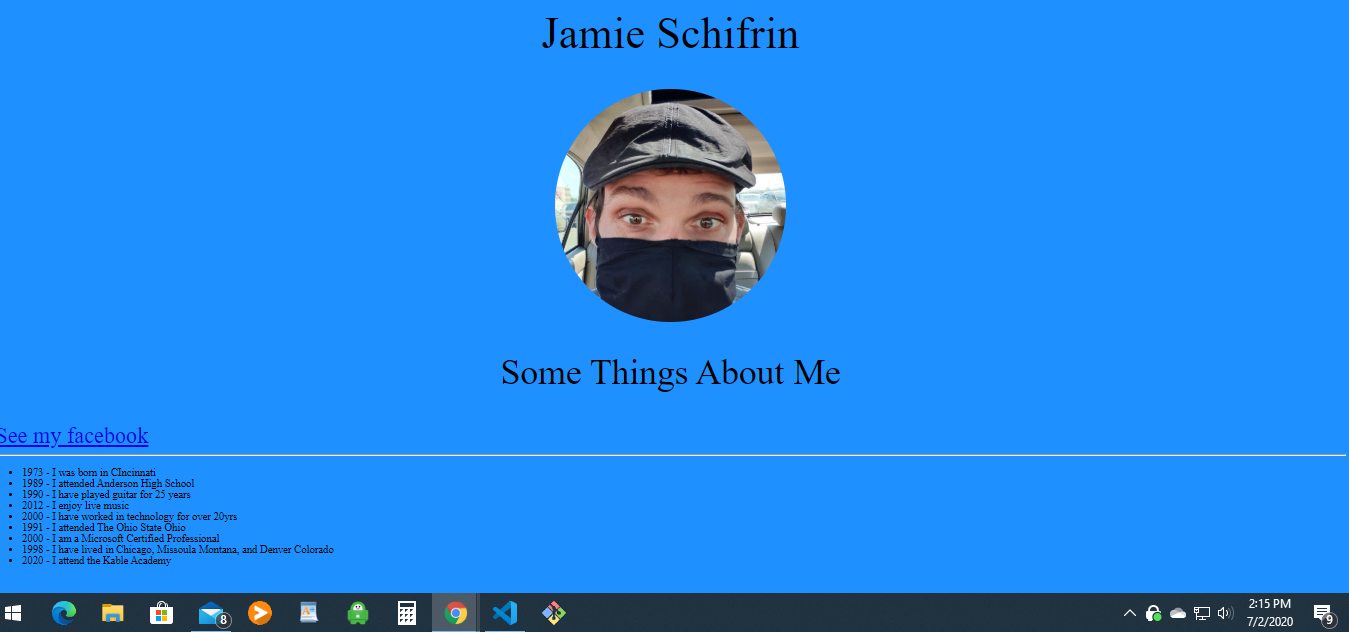 Jamie Schifrin
Some Things About Me
See my facebook
1973 - I was born in CIncinnati
1989 - I attended Anderson High School
1990 - I have played guitar for 25 years
2012 - I enjoy live music
2000 - I have worked in technology for over 20yrs
1991 - I attended The Ohio State Ohio
2000 - I am a Microsoft Certified Professional
1998 - I have lived in Chicago, Missoula Montana, and Denver Colorado
2020 - I attend the Kable Academy
8
2:15 PM
7/2/2020
9